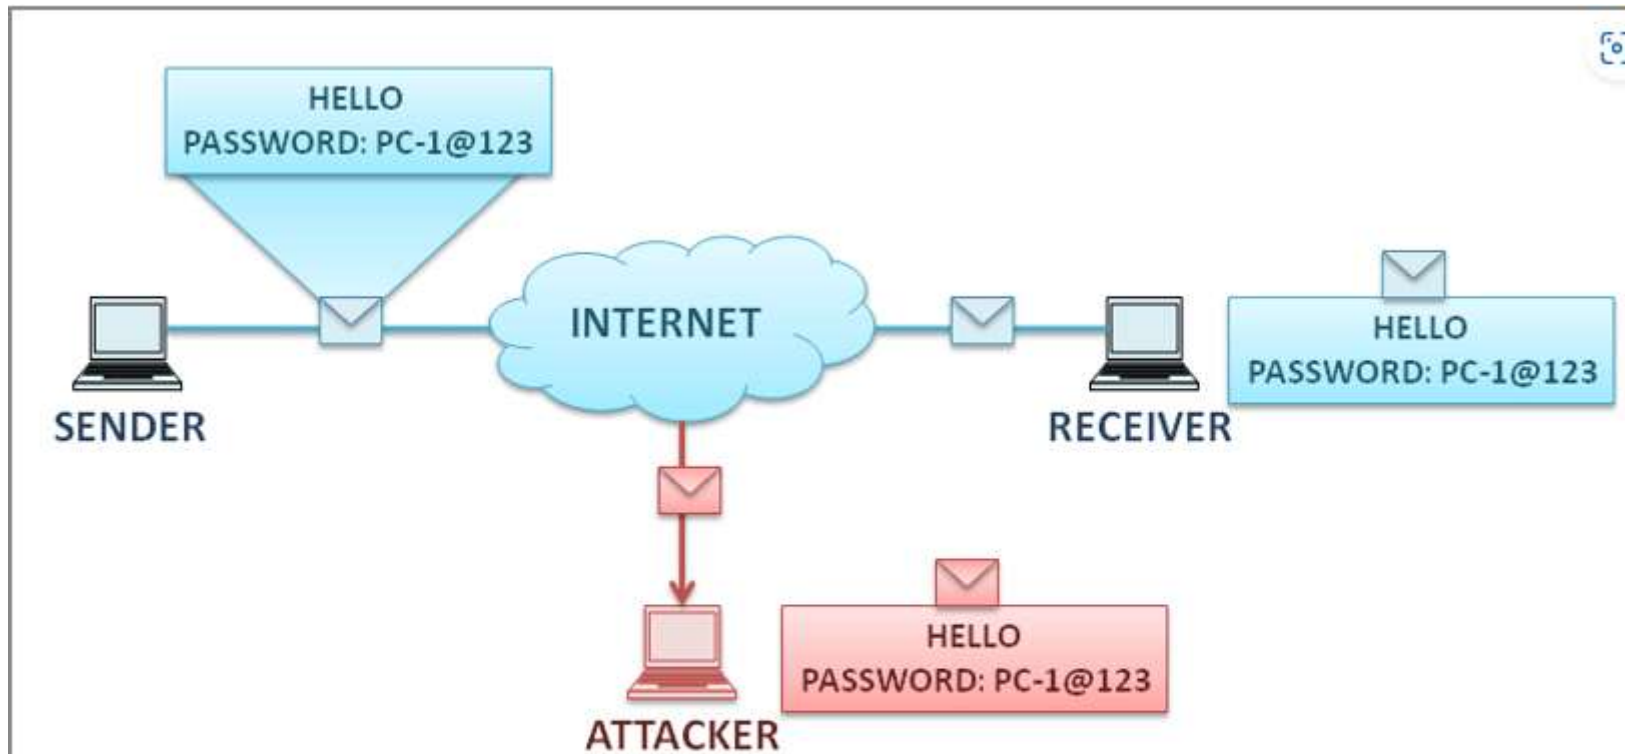 HELLO
PASSWORD: PC-1@123
INTERNET
SENDER
RECEIVER
HELLO
PASSWORD: PC-1@123
HELLO
PASSWORD: PC-1@123
ATTACKER